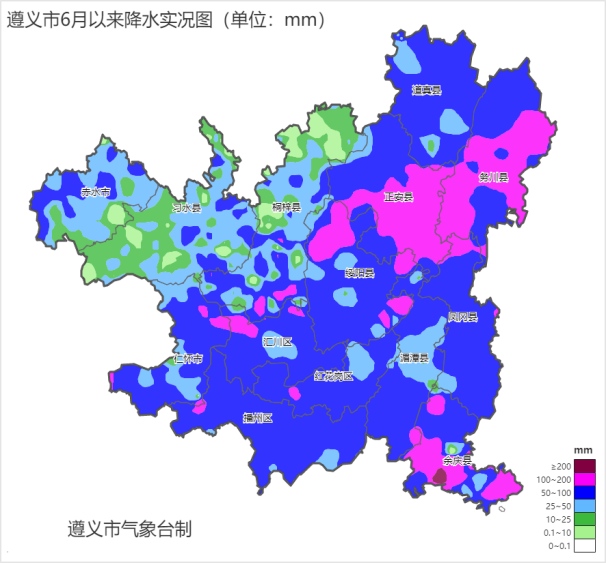 遵义市6月以来降水实况图（单位：mm）
道真县
务川县
正安县
赤水市
习水县
桐梓县
绥阳县
凤冈县
汇川区
湄潭县
仁怀市
红花岗区
播州区
余庆县
mm
≥200
100~200
50~100
25~50
10~25
0.1~10
0~0.1
遵义市气象台制